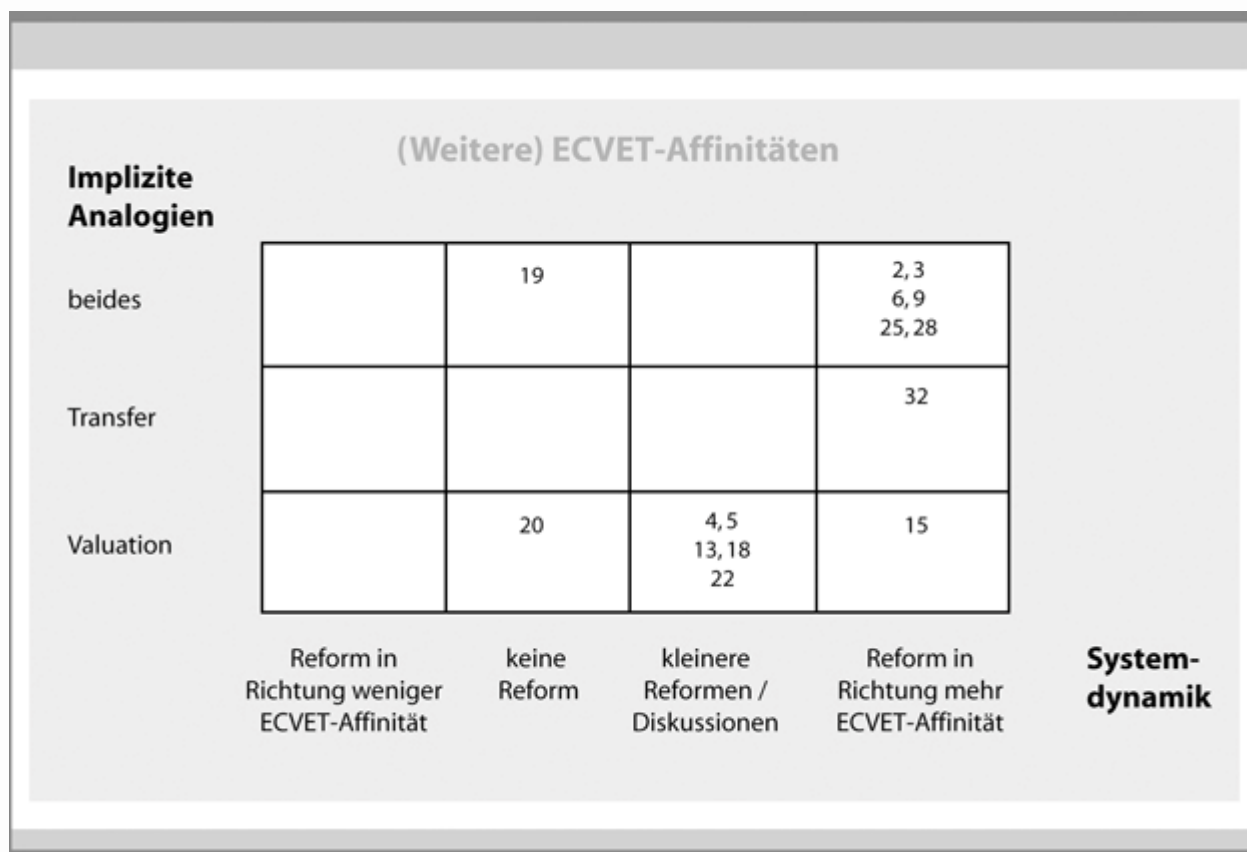 (Weitere) ECVET-Affinitäten
Implizite
Analogien
beides
19
2, 3
6, 9
25, 28
Transfer
32
Valuation
20
4, 5
13, 18
22
15
Reform in
Richtung weniger
ECVET-Affinität
keine
Reform
kleinere
Reformen /
Diskussionen
Reform in
Richtung mehr
ECVET-Affinität
System-
dynamik